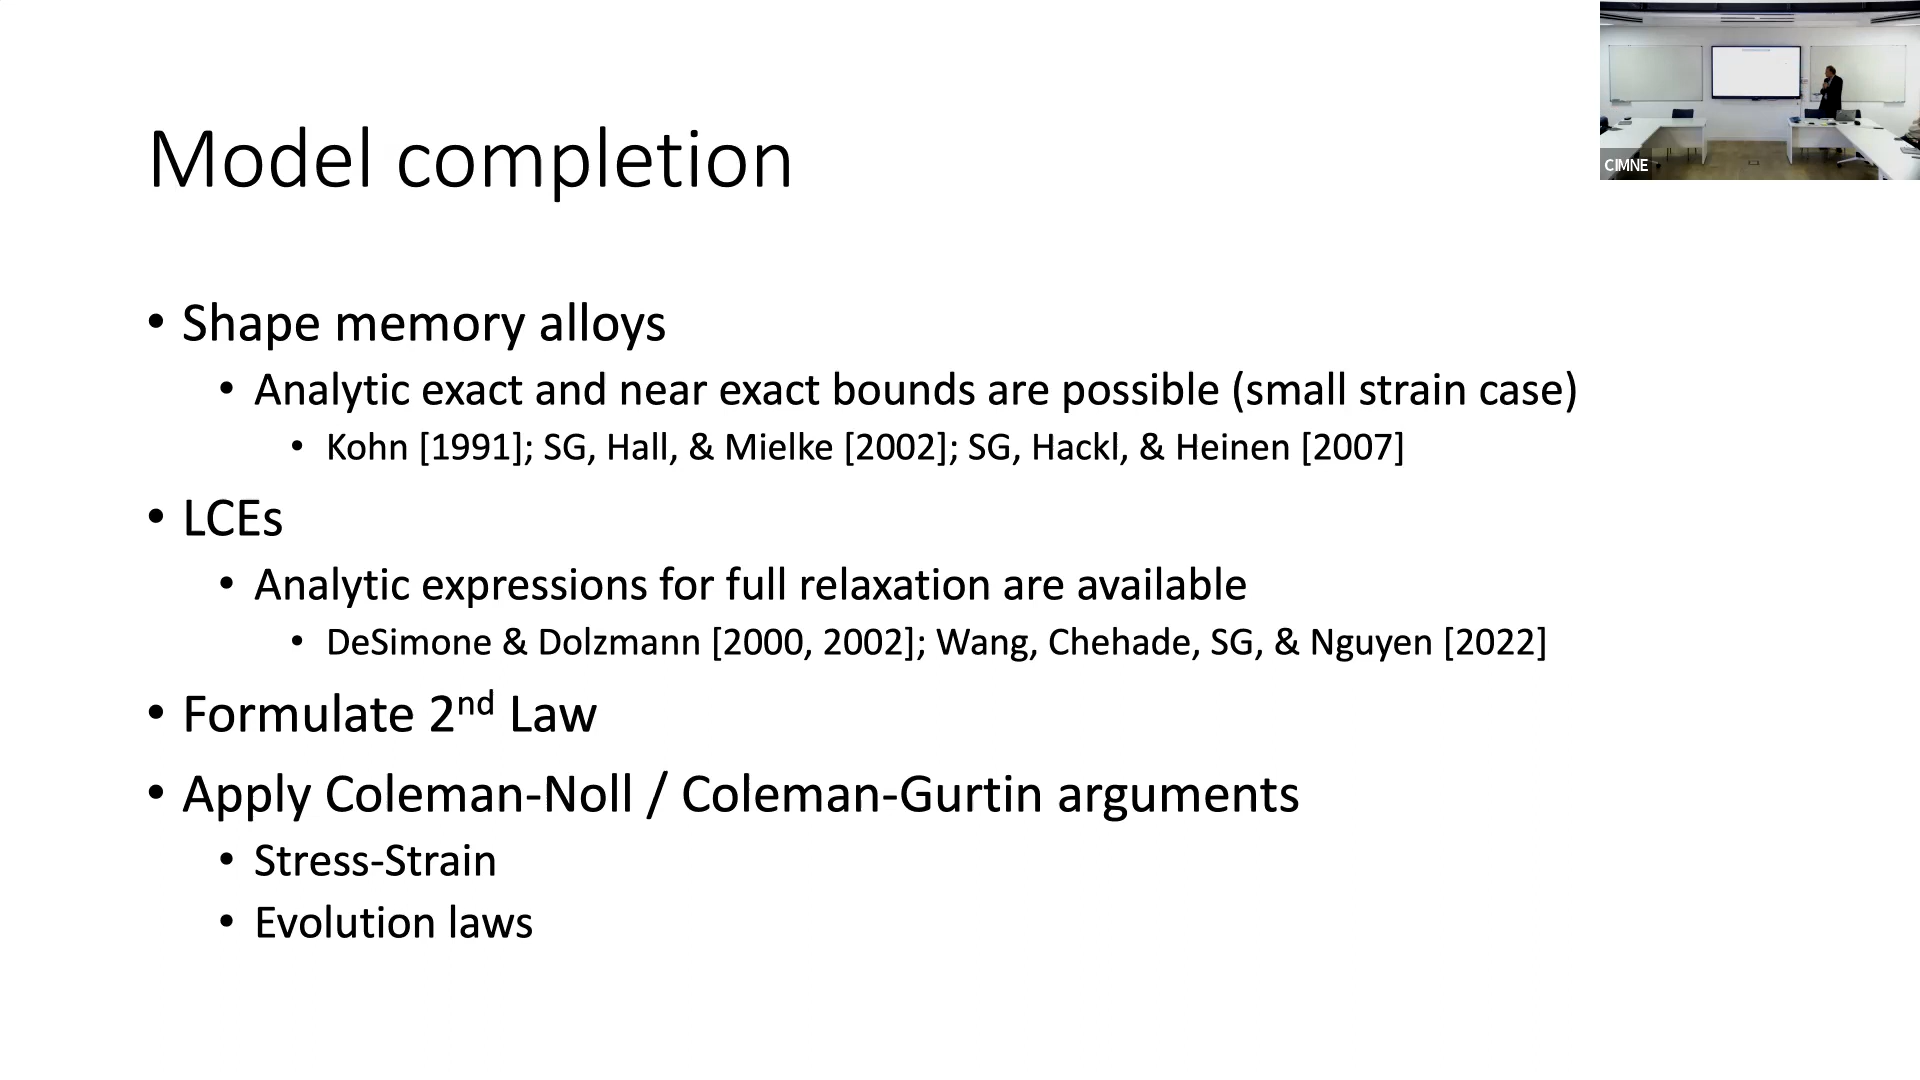 Model completion
• Shape memory alloys
• Analytic exact and near exact bounds are possible (small strain case)
• Kohn [1991]; SG, Hall, & Mielke [2002]; SG, Hackl, & Heinen [2007]
• LCEs
• Analytic expressions for full relaxation are available
• DeSimone & Dolzmann [2000, 2002]; Wang, Chehade, SG, & Nguyen [2022]
• Formulate 2nd Law
• Apply Coleman-Noll / Coleman-Gurtin arguments
• Stress-Strain
• Evolution laws
CIMNE